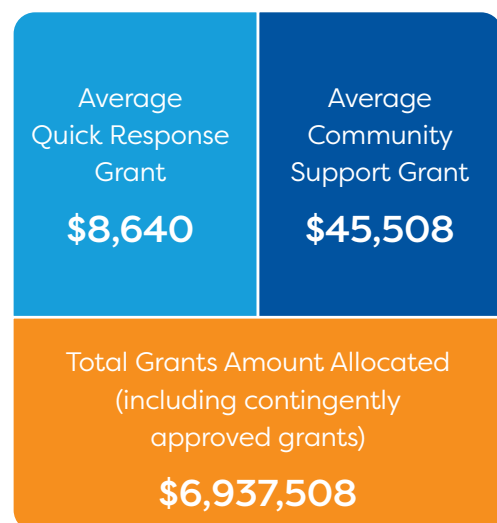 Average
Quick Response
Grant
$8,640
Average
Community
Support Grant
$45,508
Total Grants Amount Allocated
(including contingently
approved grants)
$6,937,508